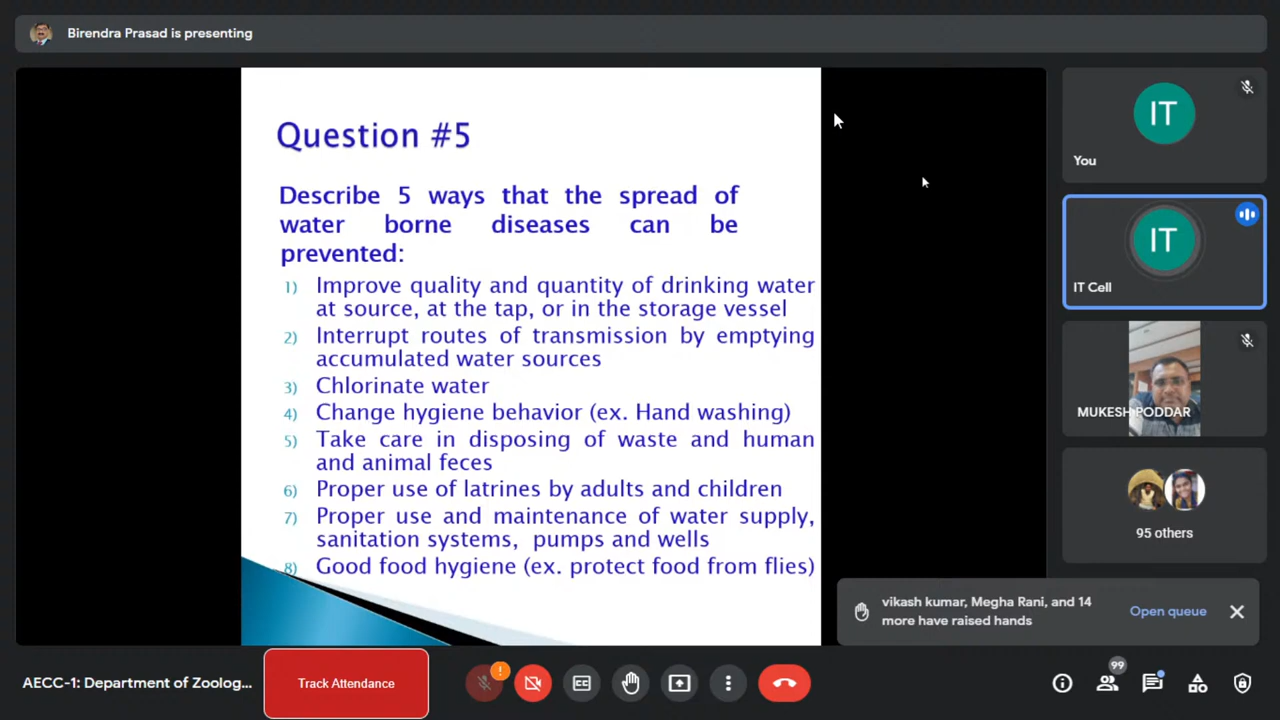 Birendra Prasad is presenting
Question #5
Describe 5 ways that the spread of
water borne diseases can be
prevented:
1) Improve quality and quantity of drinking water
at source, at the tap, or in the storage vessel
2) Interrupt routes of transmission by emptying
accumulated water sources
3) Chlorinate water
4) Change hygiene behavior (ex. Hand washing)
5) Take care in disposing of waste and human
and animal feces
6) Proper use of latrines by adults and children
7) Proper use and maintenance of water supply,
sanitation systems, pumps and wells
8) Good food hygiene (ex. protect food from flies)
IT
You
IT
IT Cell
MUKESH PODDAR
95 others
vikash kumar, Megha Rani, and 14
more have raised hands
Open queue
AECC-1: Department of Zoolog...
Track Attendance
!
CC
99